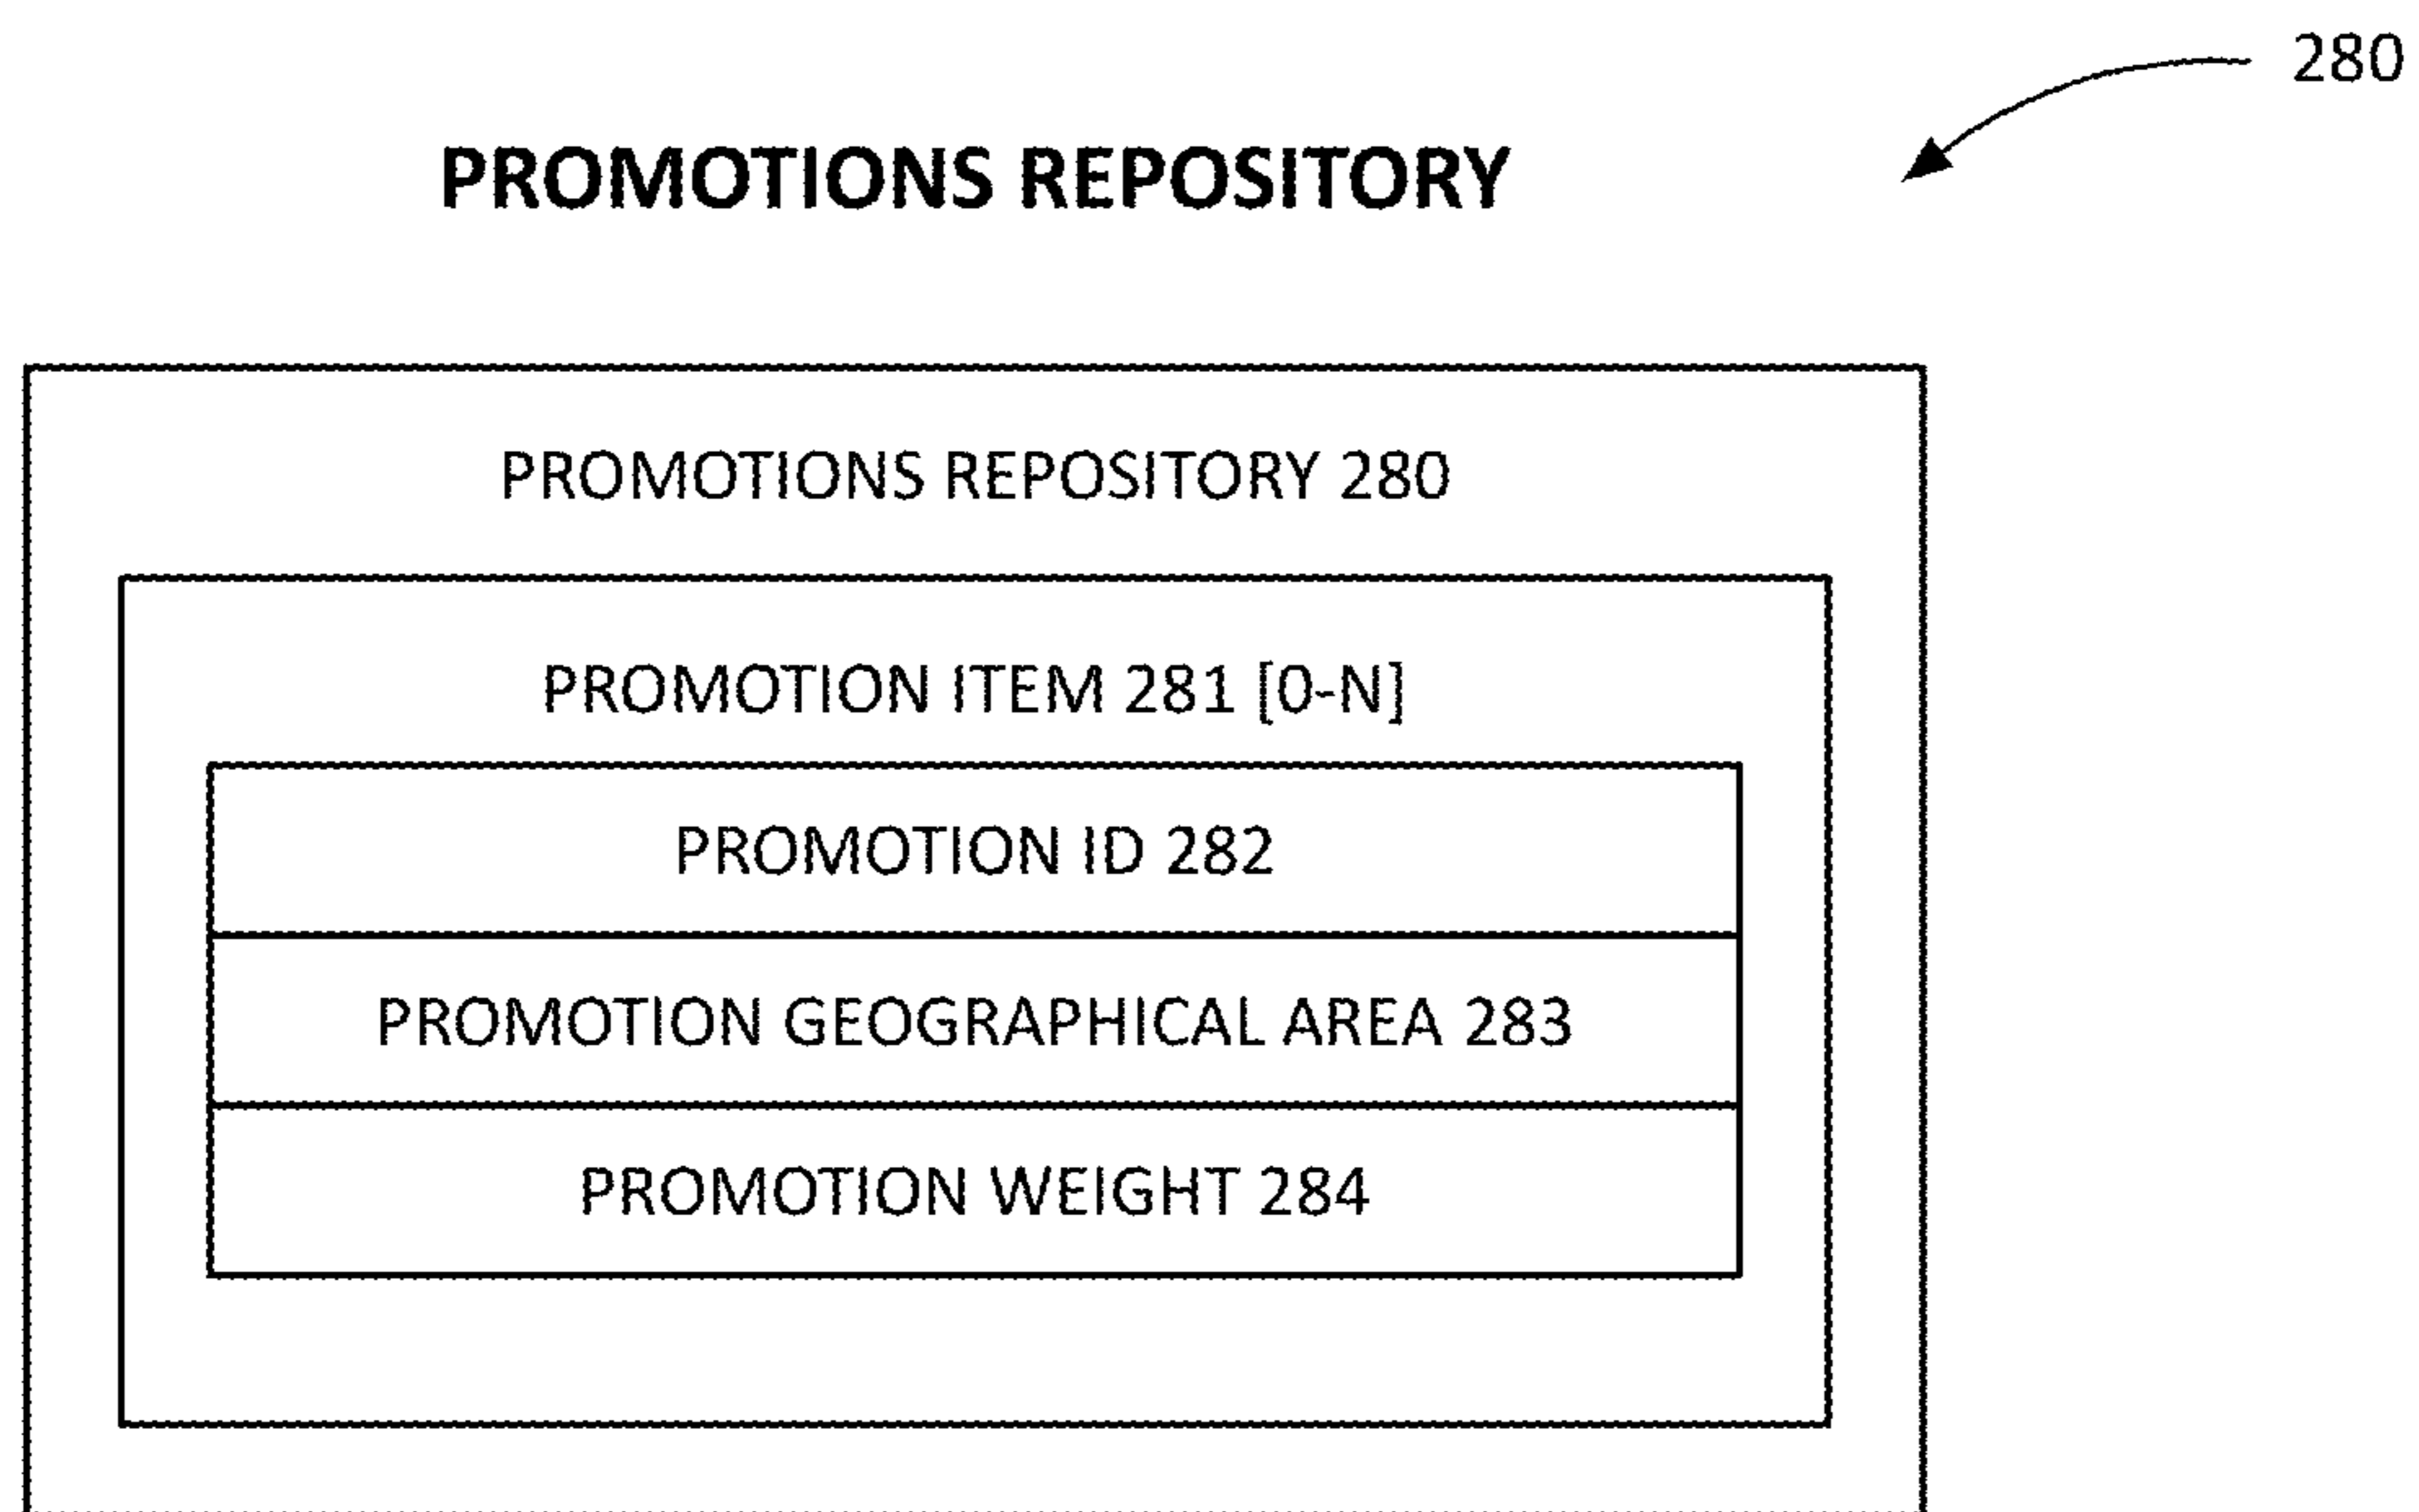 280
PROMOTIONS REPOSITORY
PROMOTIONS REPOSITORY 280
PROMOTION ITEM 281 [0-N]
PROMOTION ID 282
PROMOTION GEOGRAPHICAL AREA 283
PROMOTION WEIGHT 284